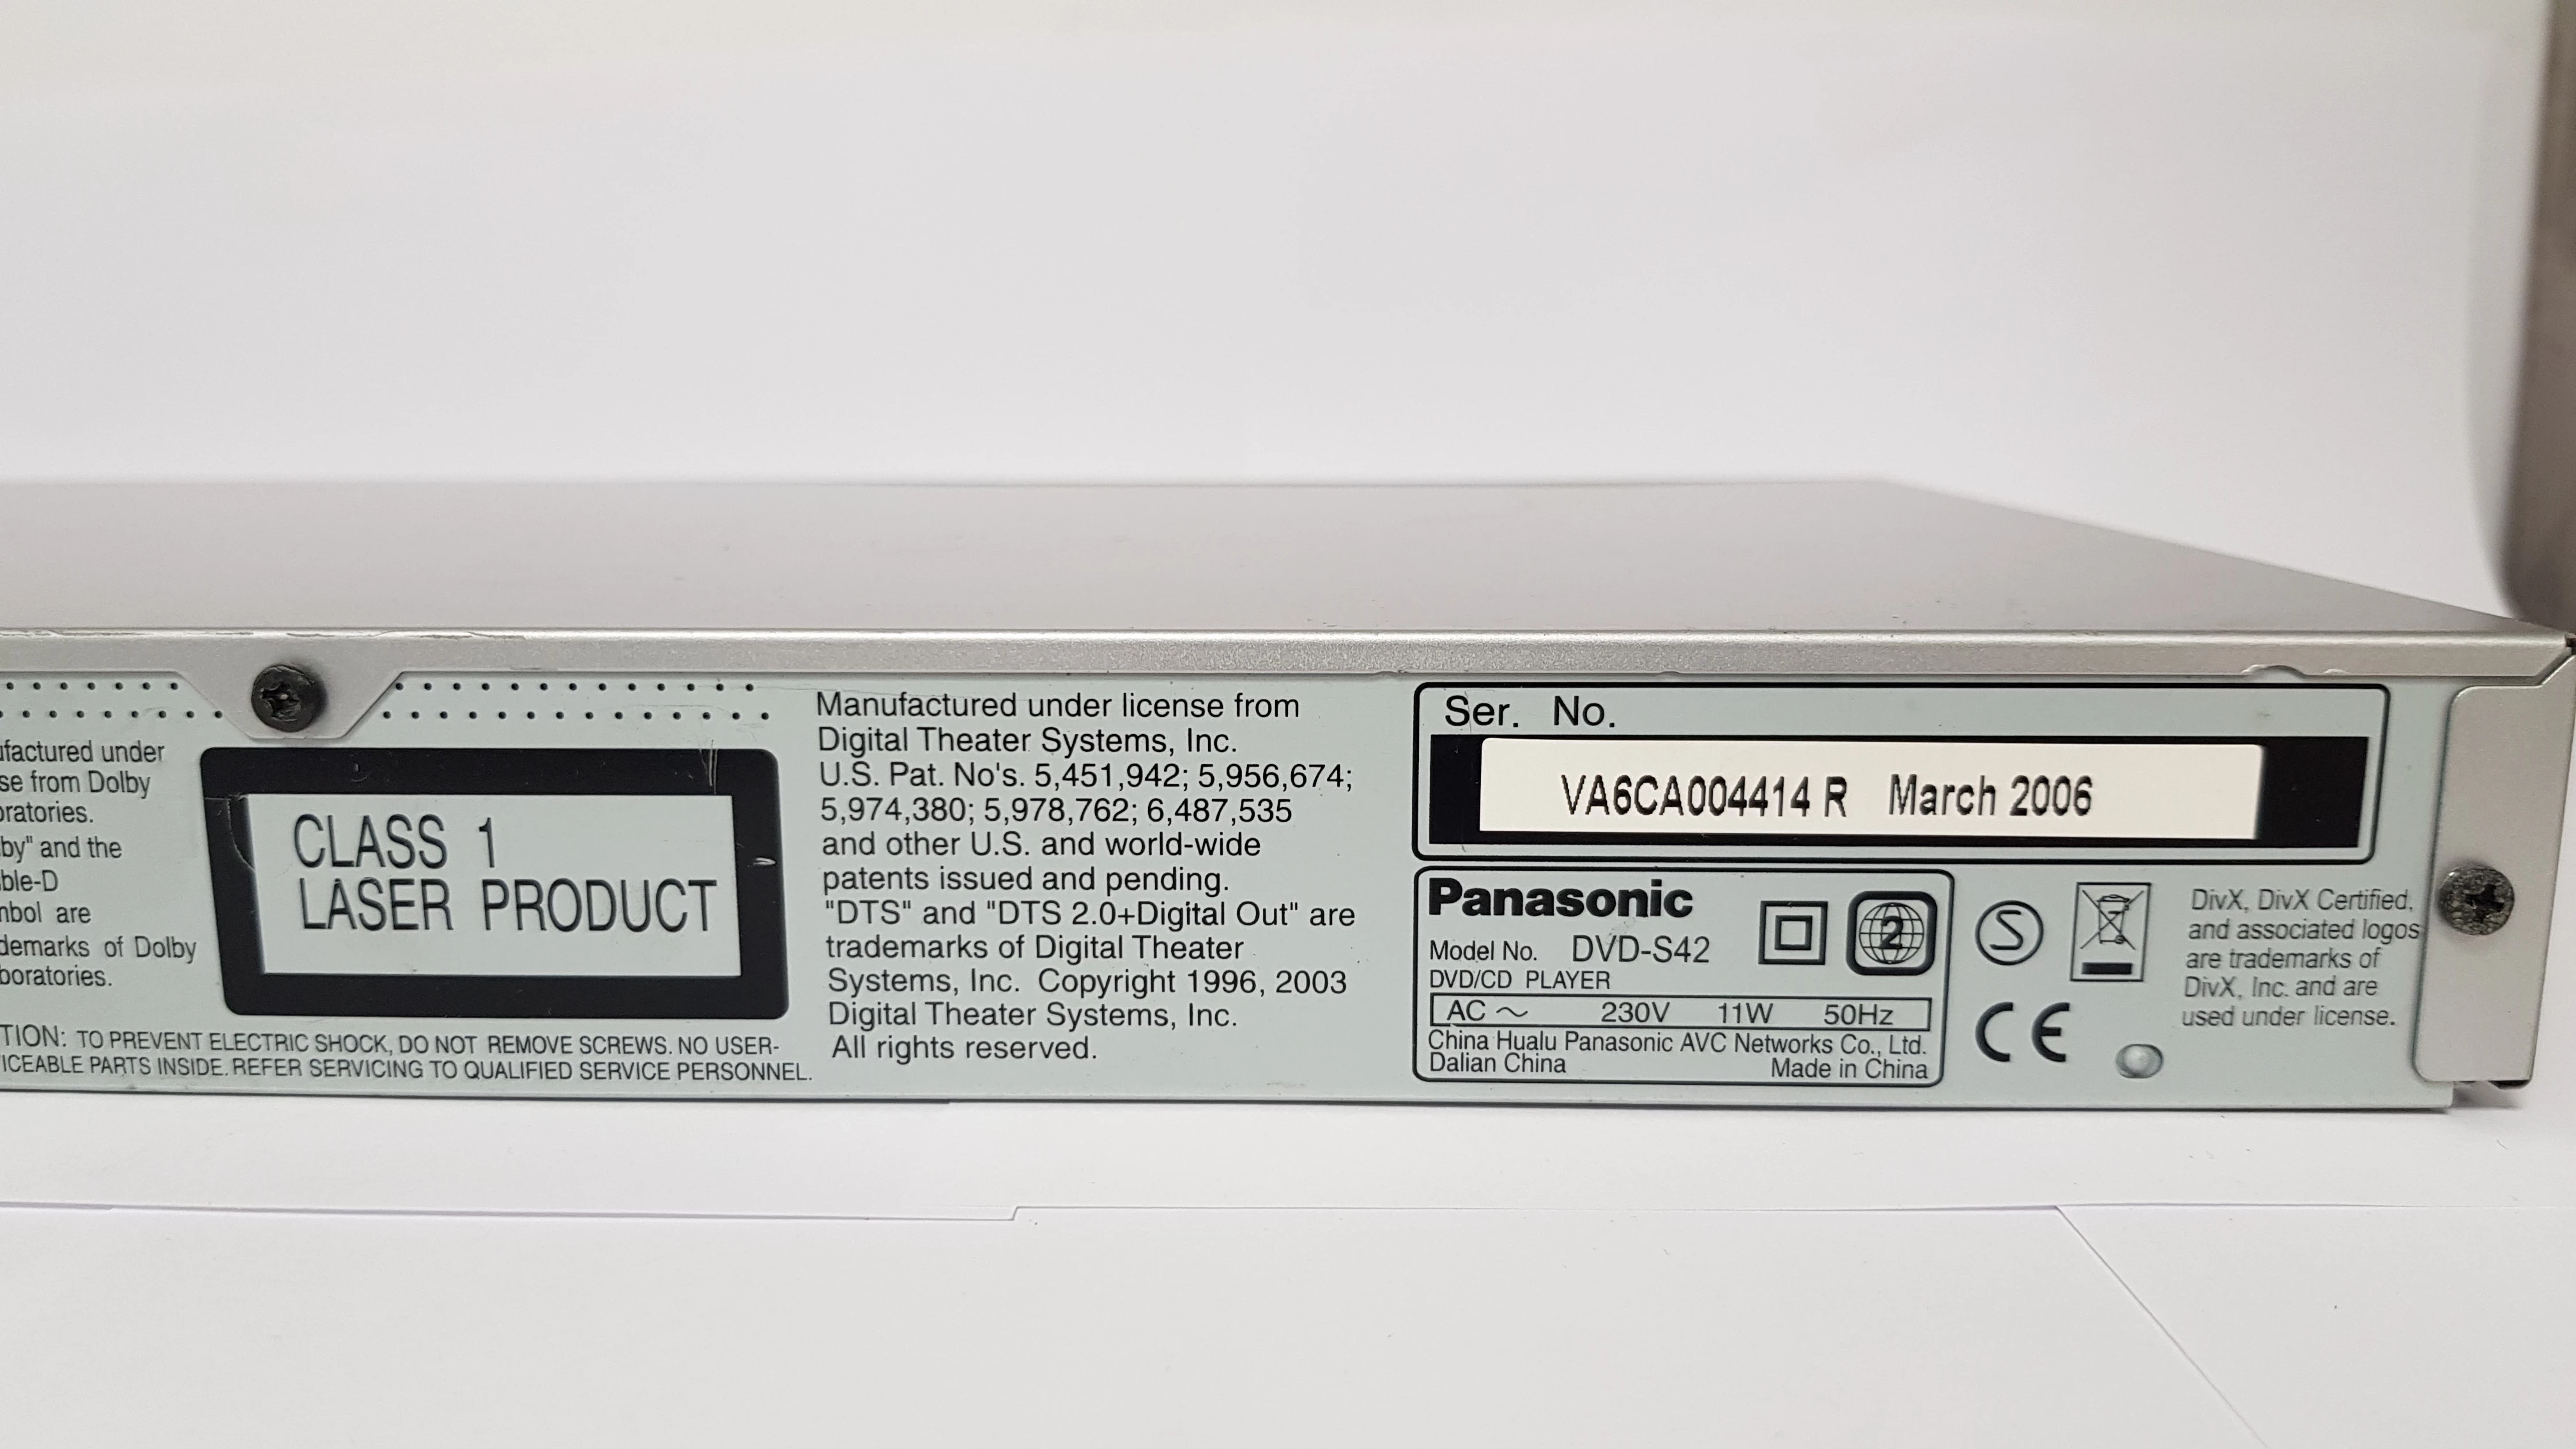 ufactured under
se from Dolby
oratories.
by" and the
ble-D
mbol are
demarks of Dolby
boratories.
CLASS 1
LASER PRODUCT
TION: TO PREVENT ELECTRIC SHOCK, DO NOT REMOVE SCREWS. NO USER-
ICEABLE PARTS INSIDE. REFER SERVICING TO QUALIFIED SERVICE PERSONNEL.
Manufactured under license from
Digital Theater Systems, Inc.
U.S. Pat. No's. 5,451,942; 5,956,674;
5,974,380; 5,978,762; 6,487,535
and other U.S. and world-wide
patents issued and pending.
"DTS" and "DTS 2.0+Digital Out" are
trademarks of Digital Theater
Systems, Inc. Copyright 1996, 2003
Digital Theater Systems, Inc.
All rights reserved.
Ser. No.
VA6CA004414 R March 2006
Panasonic
Model No. DVD-S42
DVD/CD PLAYER
2
AC ~ 230V 11W 50Hz
China Hualu Panasonic AVC Networks Co., Ltd.
Dalian China Made in China
S
CE
DivX, DivX Certified,
and associated logos
are trademarks of
DivX, Inc. and are
used under license.